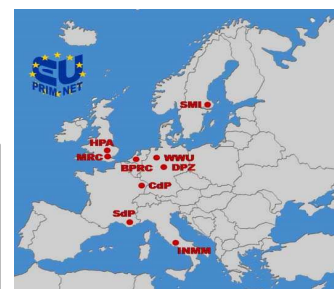 EU
PRIM-NET
SMI
HPA
MRC
BPRC
WWU
DPZ
CdP
SdP
INMM